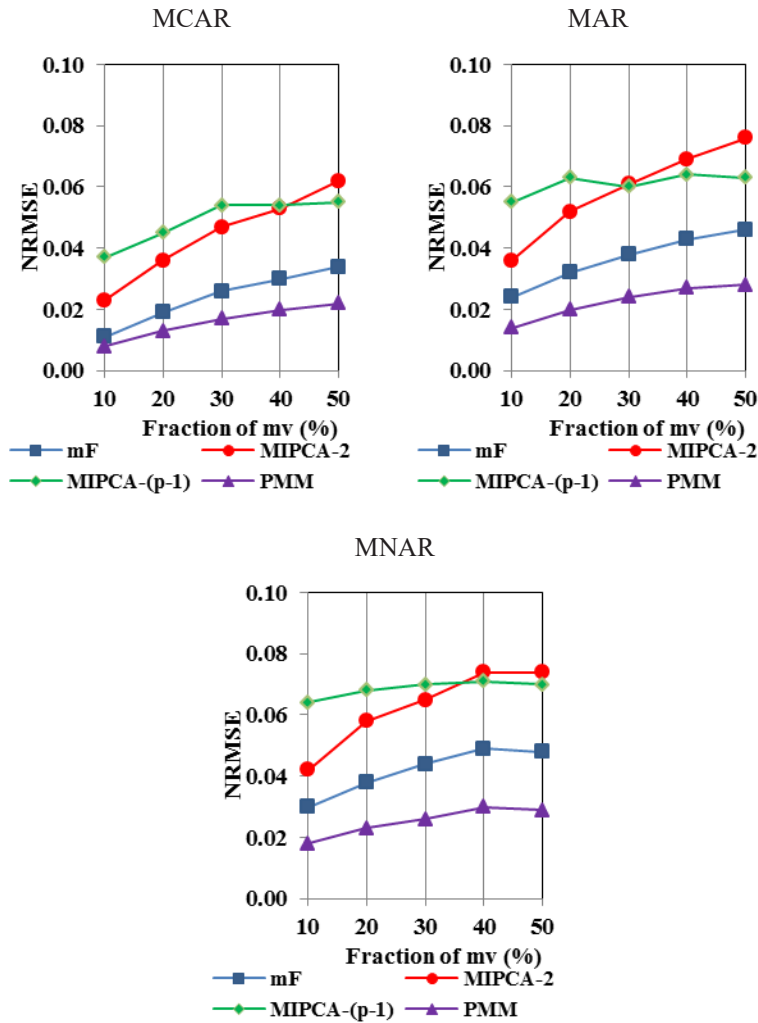 MCAR
NRMSE
0.10
0.08
0.06
0.04
0.02
0.00
10 20 30 40 50
Fraction of mv (%)
mF MIPCA-2
MIPCA-(p-1) PMM
MAR
NRMSE
0.10
0.08
0.06
0.04
0.02
0.00
10 20 30 40 50
Fraction of mv (%)
mF MIPCA-2
MIPCA-(p-1) PMM
MNAR
NRMSE
0.10
0.08
0.06
0.04
0.02
0.00
10 20 30 40 50
Fraction of mv (%)
mF MIPCA-2
MIPCA-(p-1) PMM